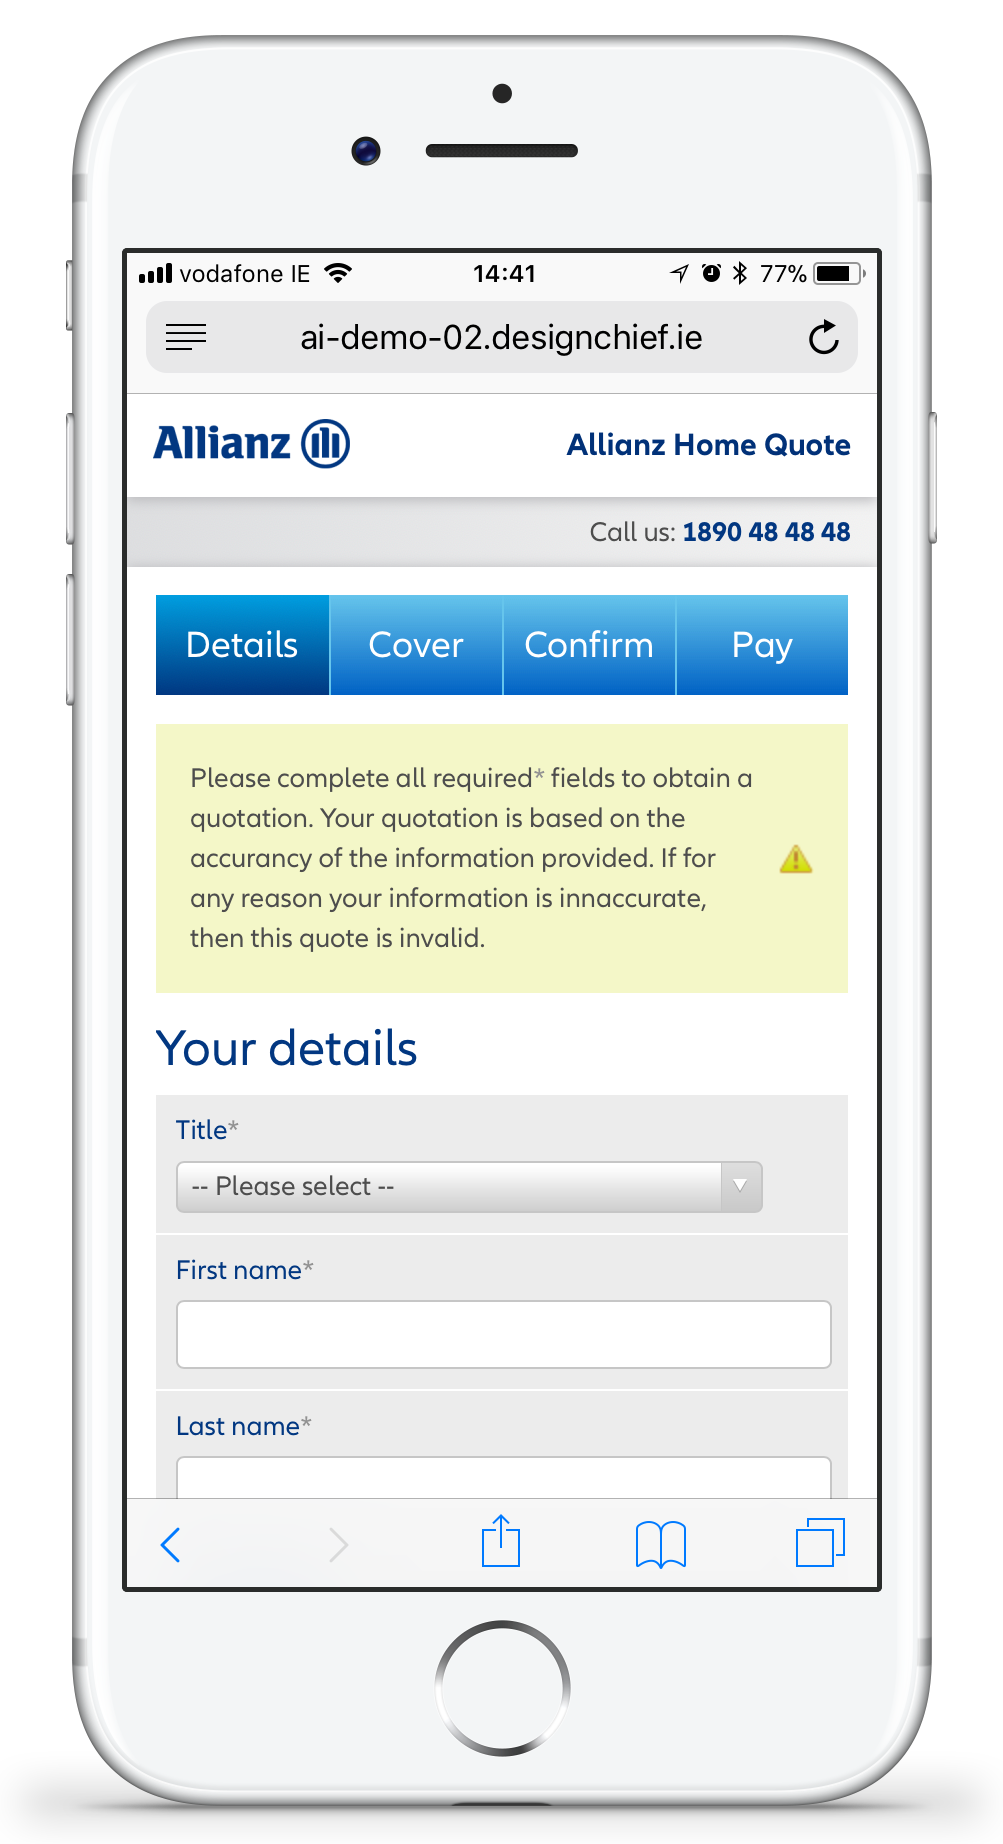 vodafone IE 14:41 77%
ai-demo-02.designchief.ie
Allianz Allianz Home Quote
Call us: 1890 48 48 48
Details Cover Confirm Pay
Please complete all required* fields to obtain a
quotation. Your quotation is based on the
accurancy of the information provided. If for
any reason your information is innaccurate,
then this quote is invalid.
Your details
Title*
-- Please select --
First name*
Last name*